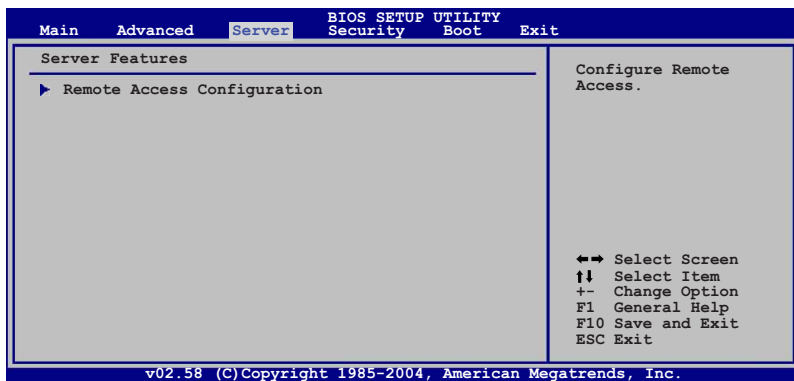 BIOS SETUP UTILITY
Main Advanced Server Security Boot Exit
Server Features
Remote Access Configuration
Configure Remote
Access.
←→ Select Screen
↑↓ Select Item
+- Change Option
F1 General Help
F10 Save and Exit
ESC Exit
v02.58 (C)Copyright 1985-2004, American Megatrends, Inc.